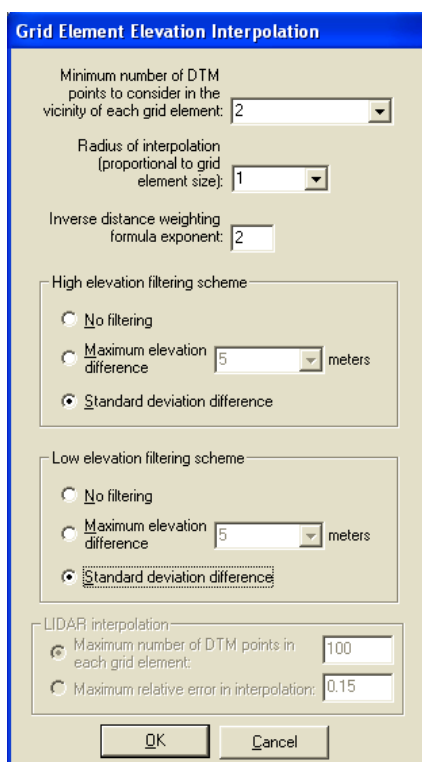 Grid Element Elevation Interpolation
Minimum number of DTM
points to consider in the
vicinity of each grid element: 2
Radius of interpolation
(proportional to grid
element size): 1
Inverse distance weighting
formula exponent: 2
High elevation filtering scheme
No filtering
Maximum elevation
difference 5 meters
Standard deviation difference
Low elevation filtering scheme
No filtering
Maximum elevation
difference 5 meters
Standard deviation difference
LIDAR interpolation
Maximum number of DTM points in
each grid element: 100
Maximum relative error in interpolation: 0.15
OK Cancel